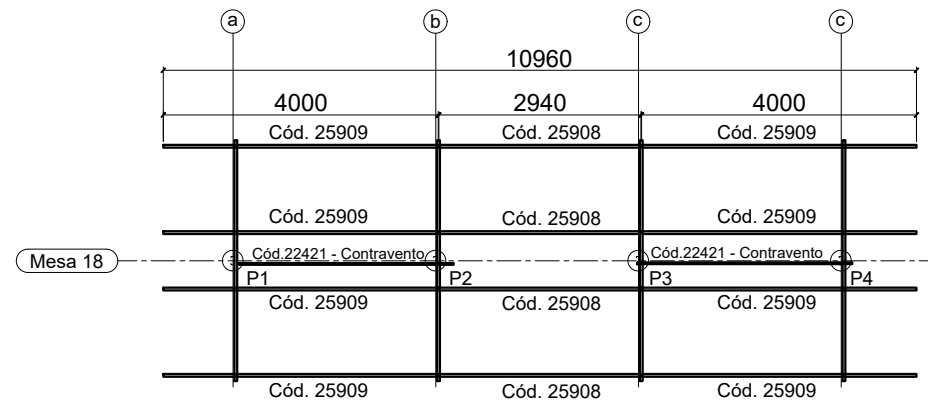 a b c c
10960
4000 2940 4000
Cód. 25909 Cód. 25908 Cód. 25909
Cód. 25909 Cód. 25908 Cód. 25909
Mesa 18 Cód.22421 - Contravento Cód.22421 - Contravento
P1 P2 P3 P4
Cód. 25909 Cód. 25908 Cód. 25909
Cód. 25909 Cód. 25908 Cód. 25909